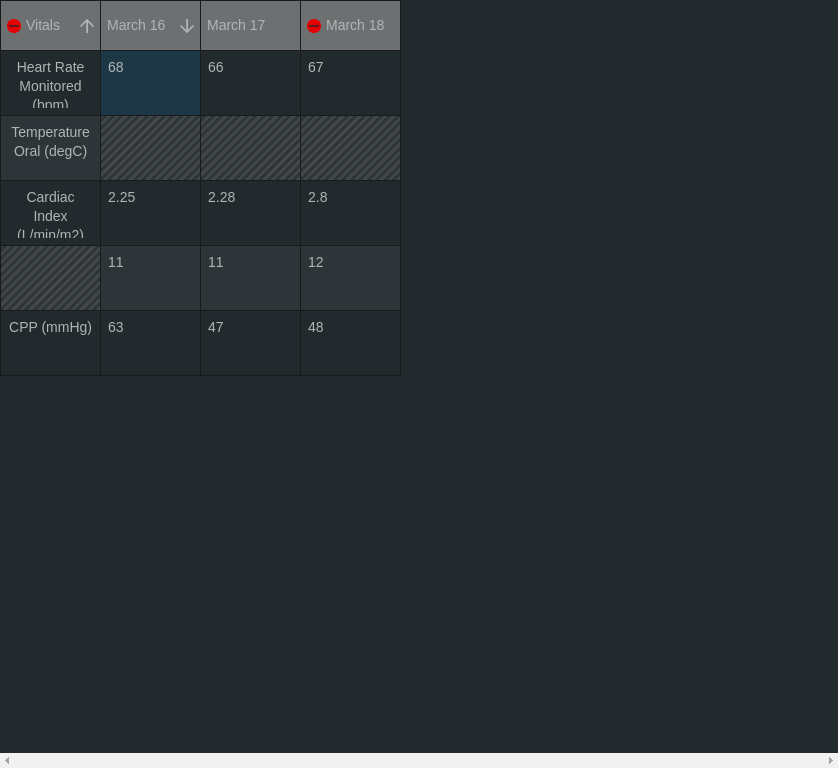 Vitals March 16 March 17 March 18
Heart Rate 68 66 67
Monitored
(bpm)
Temperature
Oral (degC)
Cardiac 2.25 2.28 2.8
Index
(L/min/m2)
11 11 12
CPP (mmHg) 63 47 48